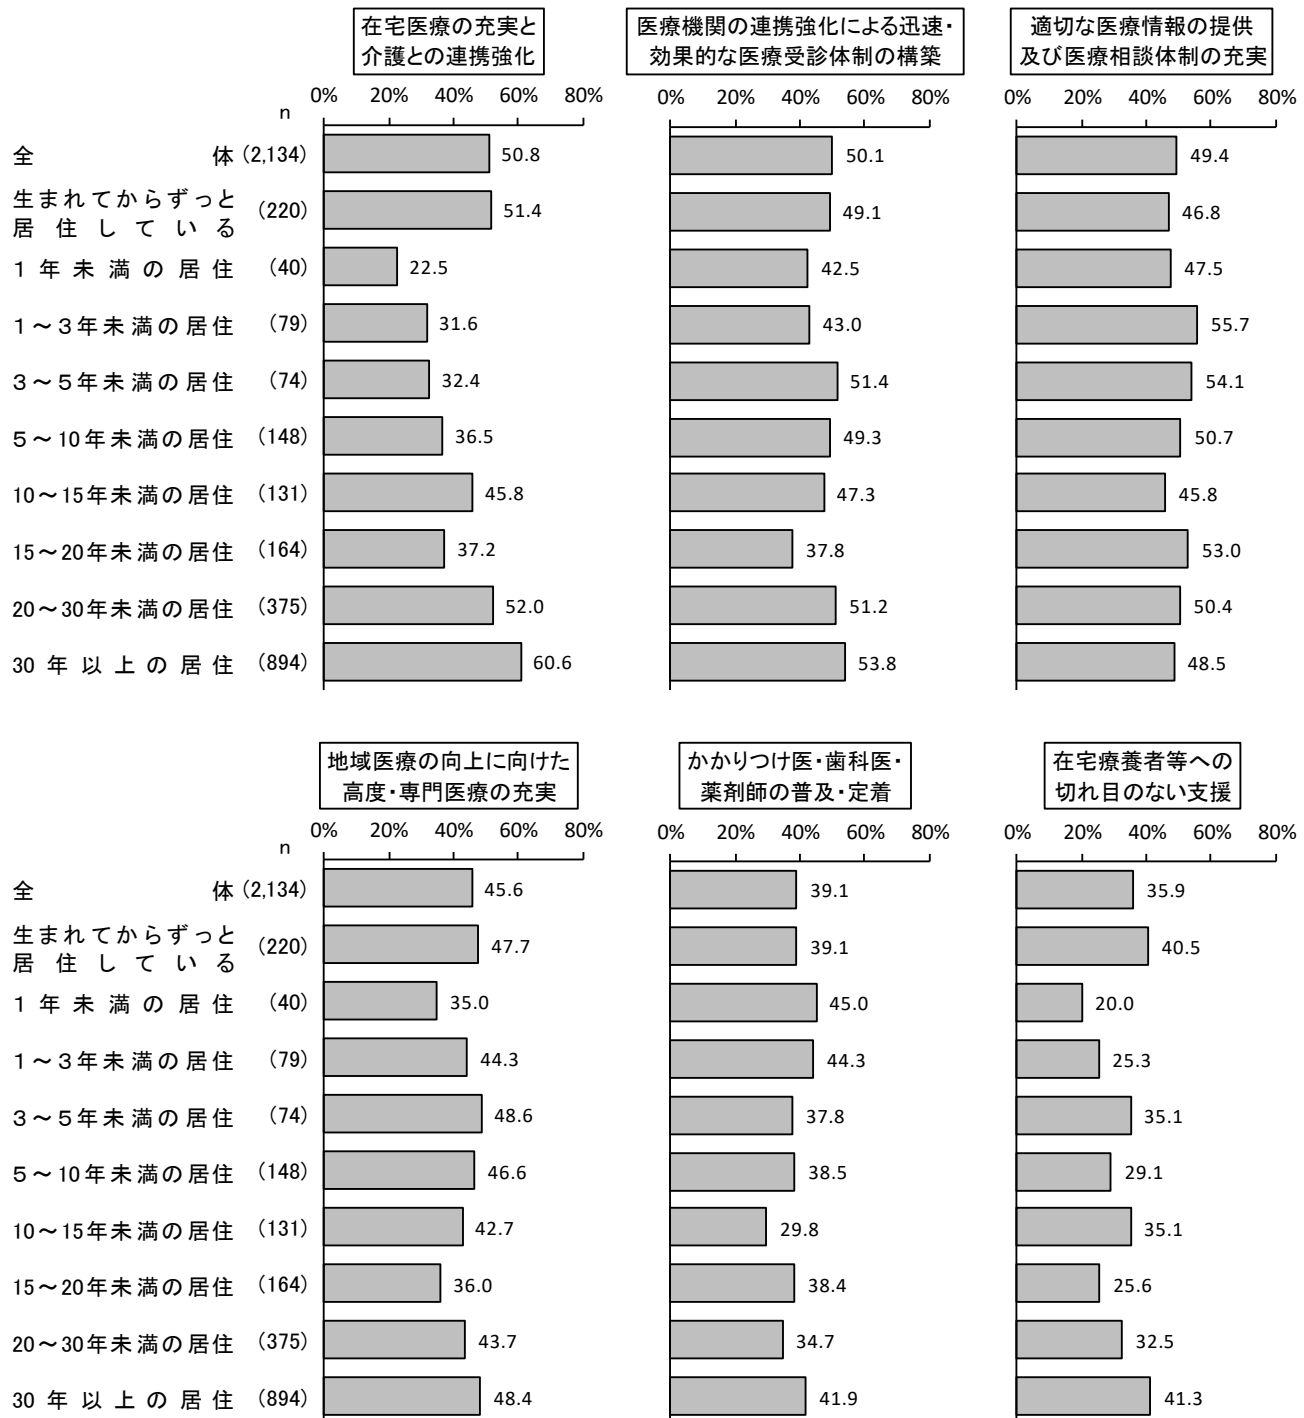 在宅医療の充実と
介護との連携強化
医療機関の連携強化による迅速・
効果的な医療受診体制の構築
適切な医療情報の提供
及び医療相談体制の充実
0% 20% 40% 60% 80% 0% 20% 40% 60% 80% 0% 20% 40% 60% 80%
n
全体 (2,134) 50.8 50.1 49.4
生まれてからずっと
居住している (220) 51.4 49.1 46.8
1年未満の居住 (40) 22.5 42.5 47.5
1～3年未満の居住 (79) 31.6 43.0 55.7
3～5年未満の居住 (74) 32.4 51.4 54.1
5～10年未満の居住 (148) 36.5 49.3 50.7
10～15年未満の居住 (131) 45.8 47.3 45.8
15～20年未満の居住 (164) 37.2 37.8 53.0
20～30年未満の居住 (375) 52.0 51.2 50.4
30年以上の居住 (894) 60.6 53.8 48.5
地域医療の向上に向けた
高度・専門医療の充実
かかりつけ医・歯科医・
薬剤師の普及・定着
在宅療養者等への
切れ目のない支援
0% 20% 40% 60% 80% 0% 20% 40% 60% 80% 0% 20% 40% 60% 80%
n
全体 (2,134) 45.6 39.1 35.9
生まれてからずっと
居住している (220) 47.7 39.1 40.5
1年未満の居住 (40) 35.0 45.0 20.0
1～3年未満の居住 (79) 44.3 44.3 25.3
3～5年未満の居住 (74) 48.6 37.8 35.1
5～10年未満の居住 (148) 46.6 38.5 29.1
10～15年未満の居住 (131) 42.7 29.8 35.1
15～20年未満の居住 (164) 36.0 38.4 25.6
20～30年未満の居住 (375) 43.7 34.7 32.5
30年以上の居住 (894) 48.4 41.9 41.3